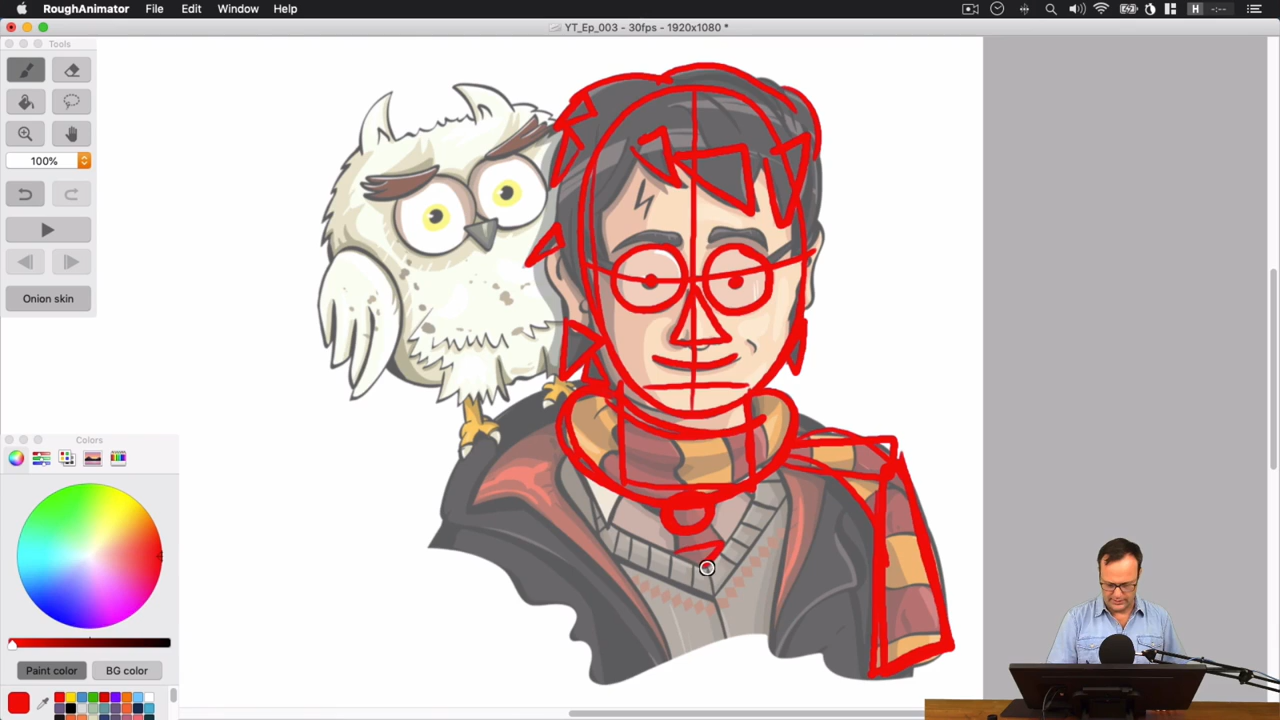 RoughAnimator File Edit Window Help H -:--
YT_Ep_003 - 30fps - 1920x1080 *
Tools
100%
Onion skin
Colors
Paint color BG color